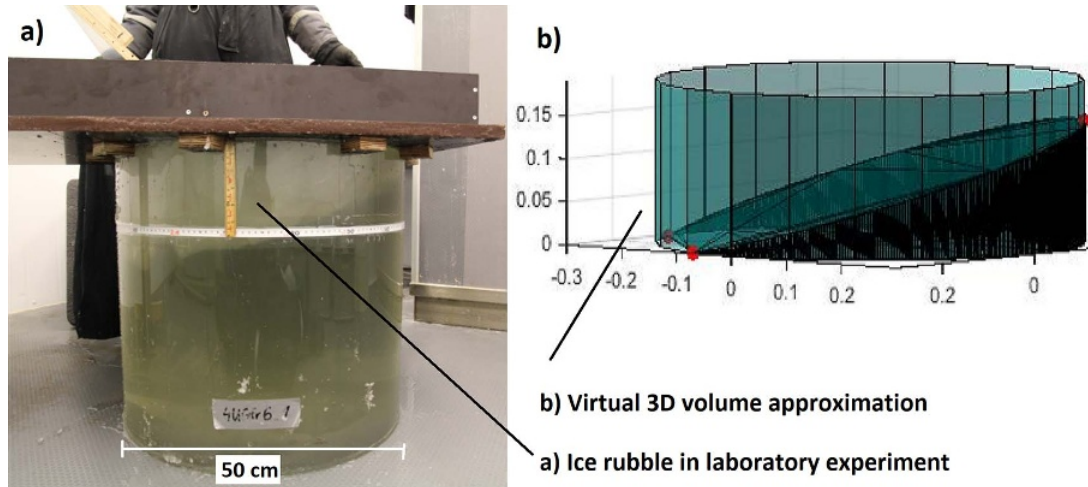 a)
50 cm
b)
0.15
0.1
0.05
0
-0.3
-0.2
-0.1
0
0.1
0.2
0.2
0
b) Virtual 3D volume approximation
a) Ice rubble in laboratory experiment